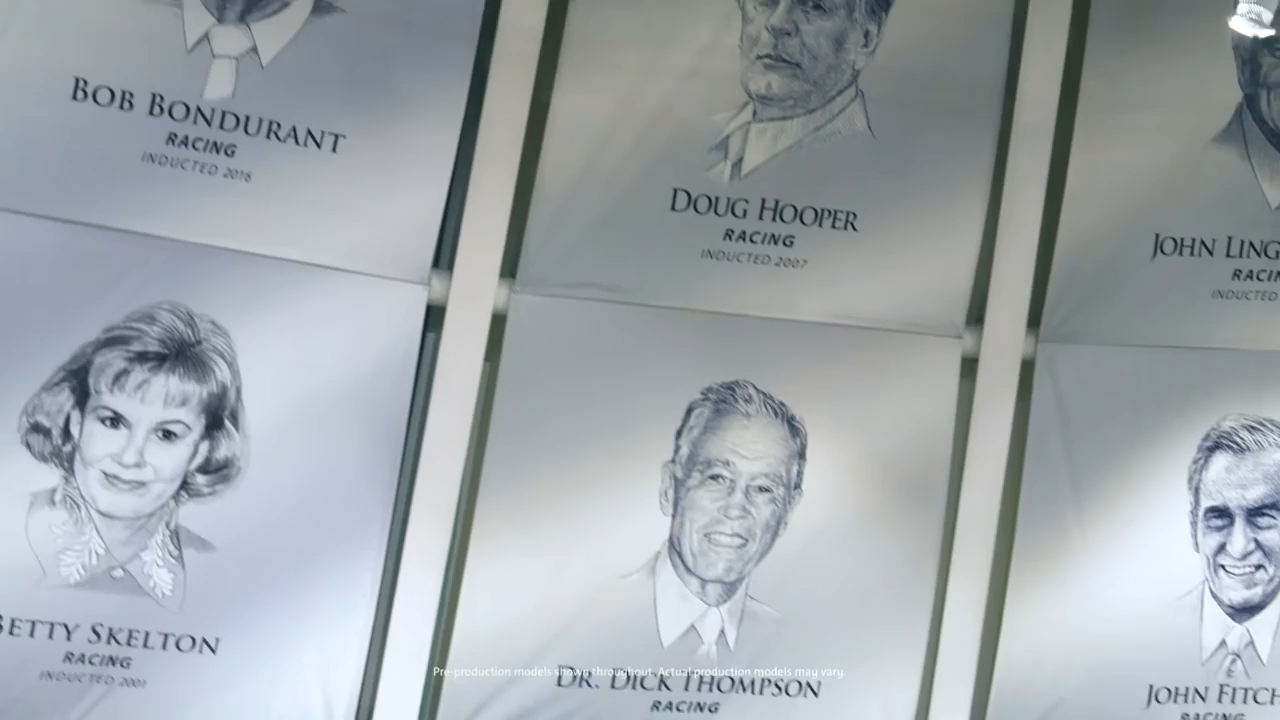 BOB BONDURANT
RACING
INDUCTED 2016
DOUG HOOPER
RACING
INDUCTED 2007
JOHN LING
RACIN
INDUCTED
BETTY SKELTON
RACING
INDUCTED 2001
DR. DICK THOMPSON
RACING
JOHN FITCH
RACING
Pre-production models shown throughout. Actual production models may vary.